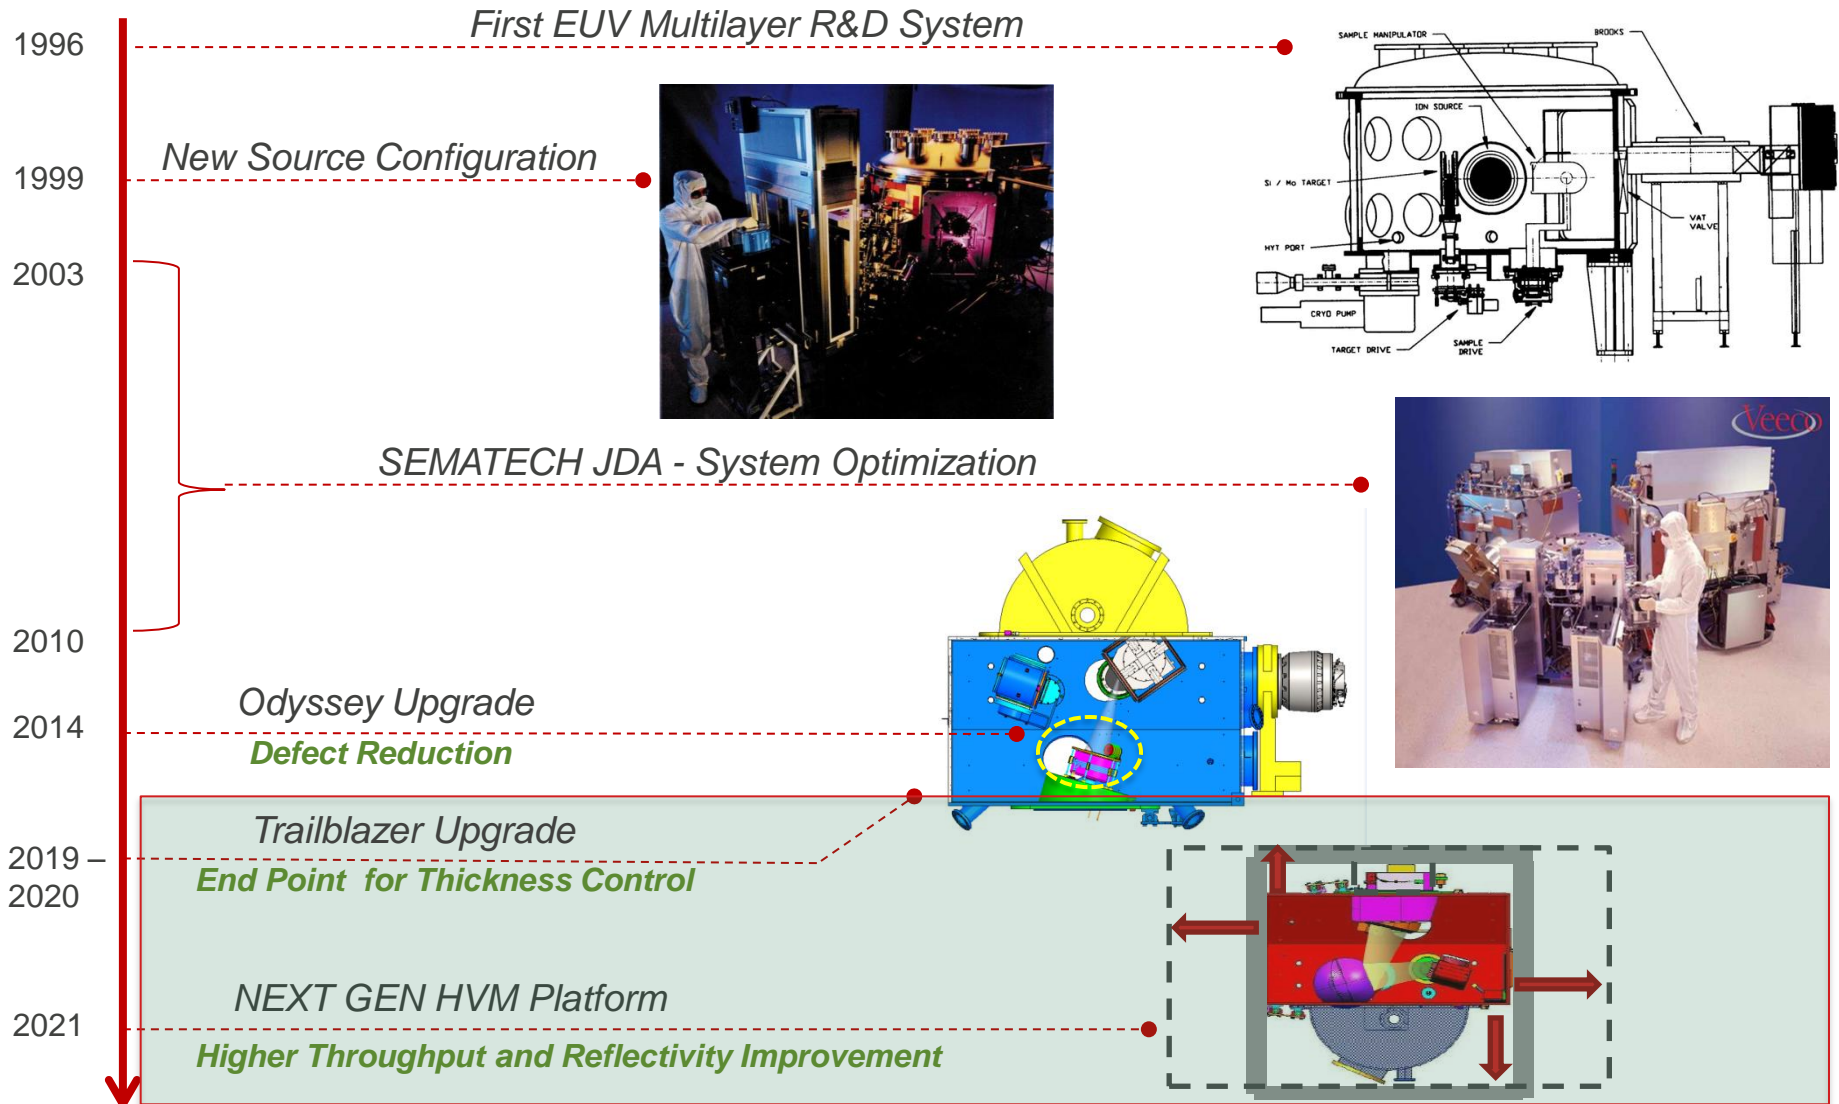 First EUV Multilayer R&D System
1996
SAMPLE MANIPULATOR
BROOKS
ION SOURCE
New Source Configuration
1999
SI / Mo TARGET
VAT
VALVE
HYT PORT
2003
CRYO PUMP
TARGET DRIVE
SAMPLE
DRIVE
Veeco
SEMATECH JDA - System Optimization
2010
Odyssey Upgrade
2014
Defect Reduction
Trailblazer Upgrade
2019 –
2020
End Point for Thickness Control
NEXT GEN HVM Platform
2021
Higher Throughput and Reflectivity Improvement